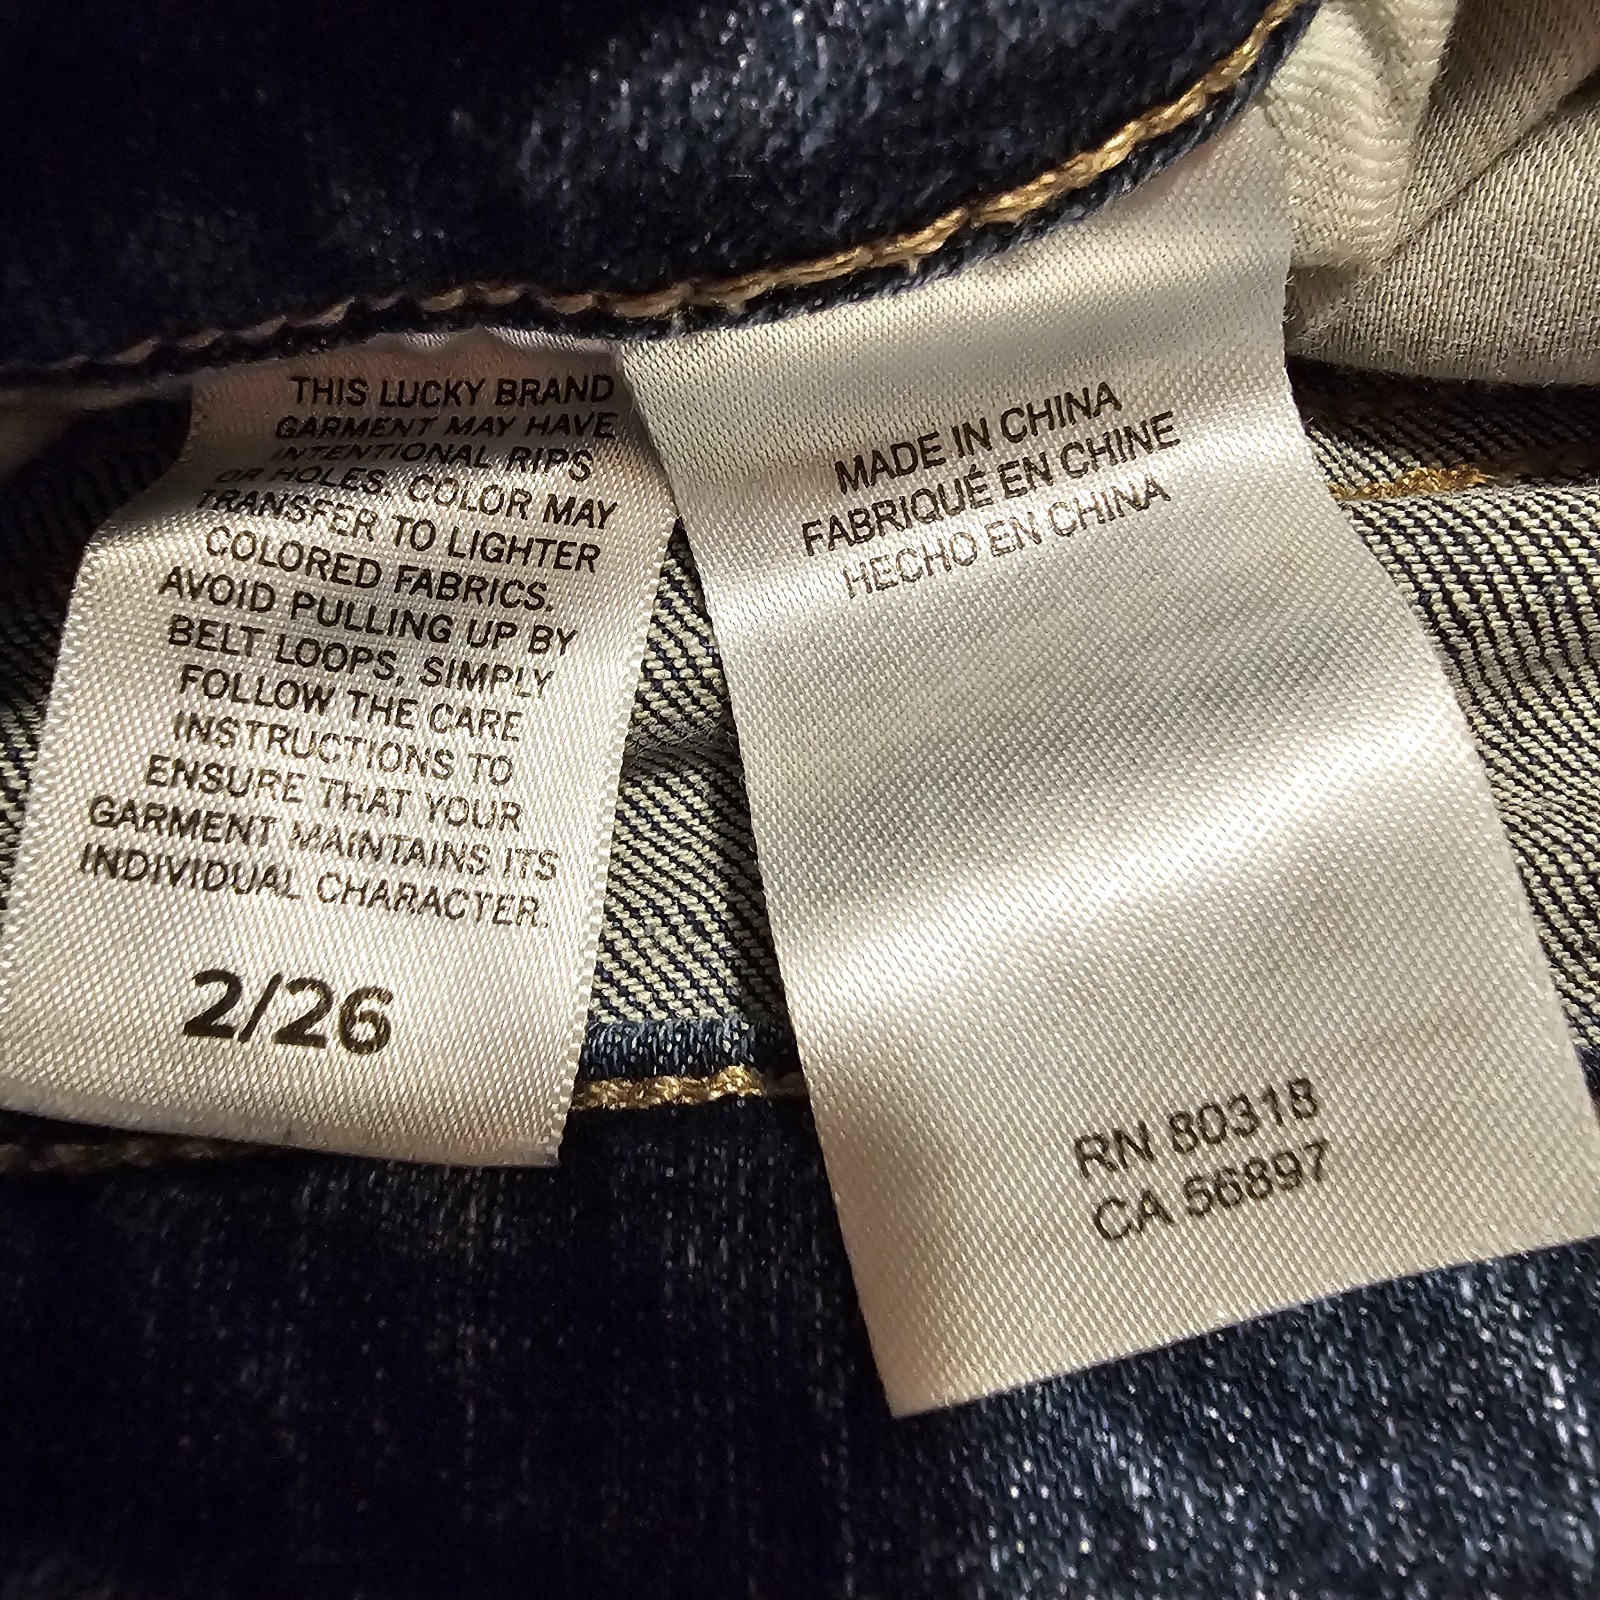 THIS LUCKY BRAND
GARMENT MAY HAVE
INTENTIONAL RIPS
OR HOLES. COLOR MAY
TRANSFER TO LIGHTER
COLORED FABRICS.
AVOID PULLING UP BY
BELT LOOPS, SIMPLY
FOLLOW THE CARE
INSTRUCTIONS TO
ENSURE THAT YOUR
GARMENT MAINTAINS ITS
INDIVIDUAL CHARACTER.
2/26
MADE IN CHINA
FABRIQUÉ EN CHINE
HECHO EN CHINA
RN 80318
CA 56897